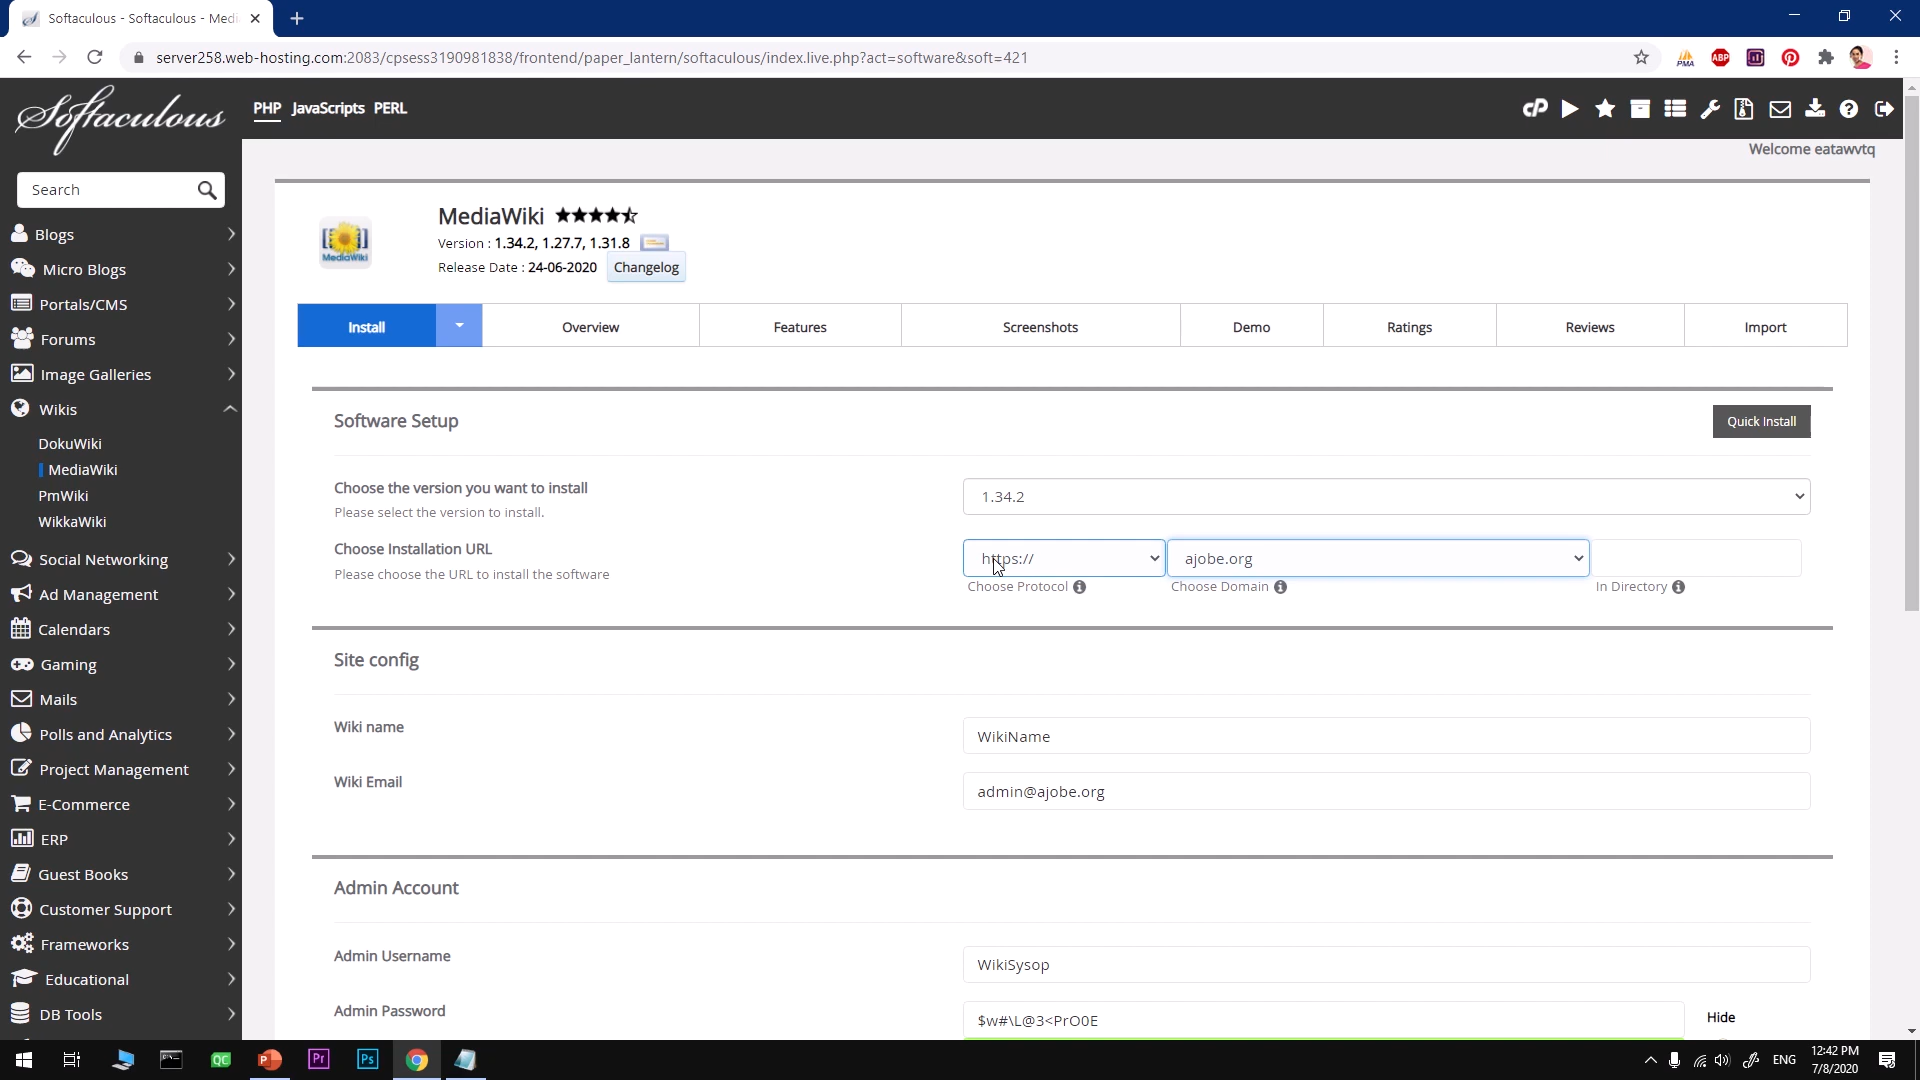 Softaculous - Softaculous - Medi
server258.web-hosting.com:2083/cpsess3190981838/frontend/paper_lantern/softaculous/index.live.php?act=software&soft=421
PMA
ABP
Softaculous
PHP JavaScripts PERL
cP
Welcome eatawvtq
Search
Blogs
Micro Blogs
Portals/CMS
Forums
Image Galleries
Wikis
DokuWiki
MediaWiki
PmWiki
WikkaWiki
Social Networking
Ad Management
Calendars
Gaming
Mails
Polls and Analytics
Project Management
E-Commerce
ERP
Guest Books
Customer Support
Frameworks
Educational
DB Tools
MediaWiki
MediaWiki
Version : 1.34.2, 1.27.7, 1.31.8
Release Date : 24-06-2020 Changelog
Install Overview Features Screenshots Demo Ratings Reviews Import
Software Setup
Quick Install
Choose the version you want to install
Please select the version to install.
1.34.2
Choose Installation URL
Please choose the URL to install the software
https:// ajobe.org
Choose Protocol Choose Domain In Directory
Site config
Wiki name
WikiName
Wiki Email
admin@ajobe.org
Admin Account
Admin Username
WikiSysop
Admin Password
$w#\L@3<PrO0E
Hide
QC
Pr
Ps
ENG
12:42 PM
7/8/2020